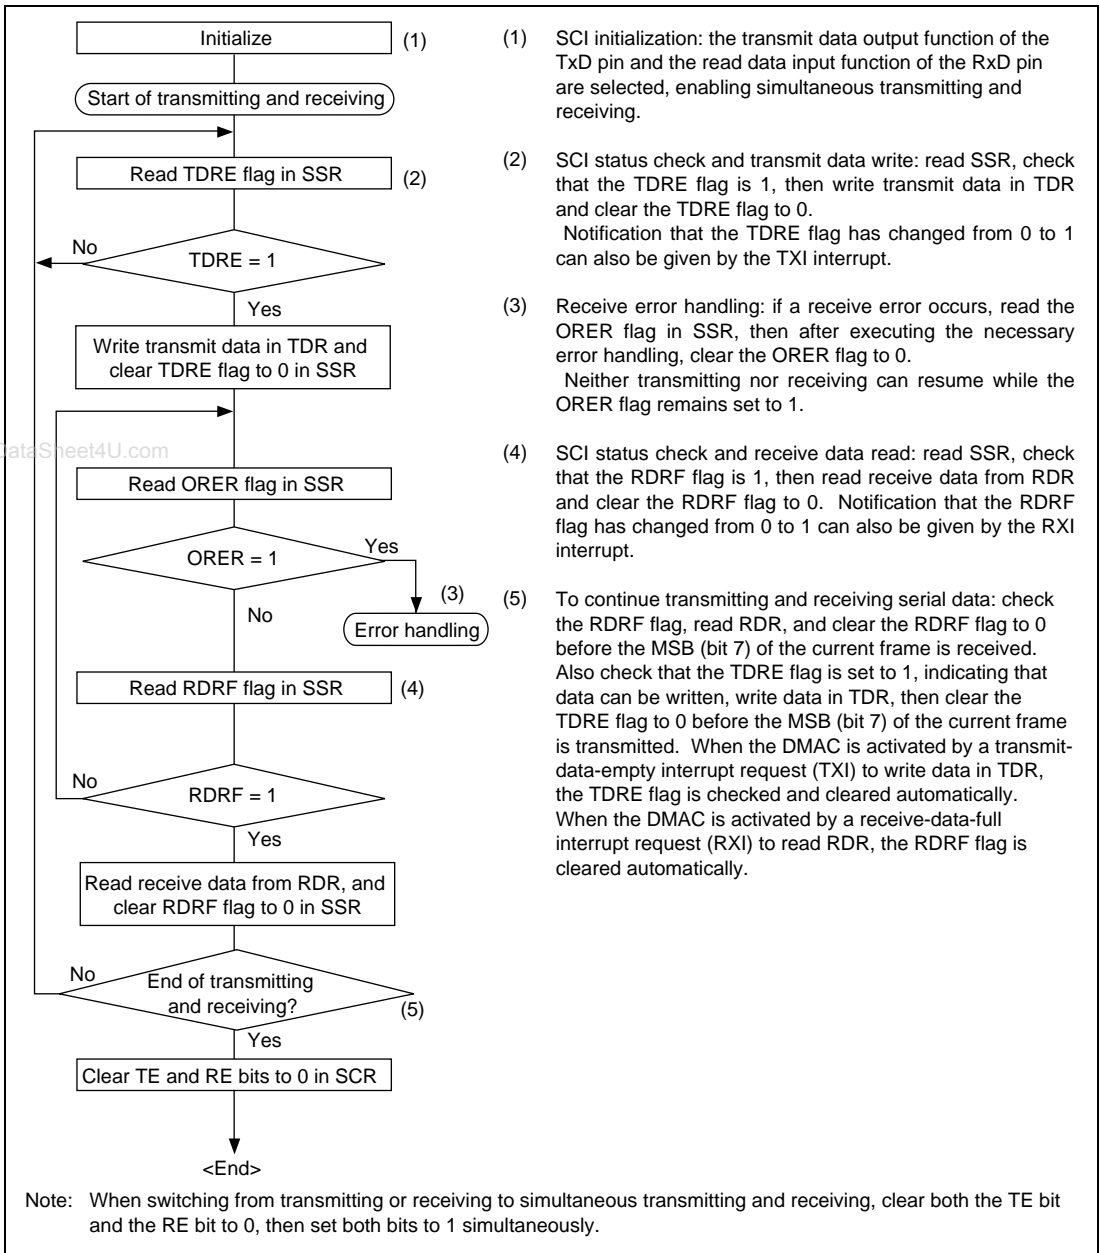 Initialize
(1)
Start of transmitting and receiving
Read TDRE flag in SSR
(2)
No
TDRE = 1
Yes
Write transmit data in TDR and
clear TDRE flag to 0 in SSR
DataSheet4U.com
Read ORER flag in SSR
ORER = 1
Yes
(3)
No
Error handling
Read RDRF flag in SSR
(4)
No
RDRF = 1
Yes
Read receive data from RDR, and
clear RDRF flag to 0 in SSR
No
End of transmitting
and receiving?
(5)
Yes
Clear TE and RE bits to 0 in SCR
<End>
(1) SCI initialization: the transmit data output function of the
TxD pin and the read data input function of the RxD pin
are selected, enabling simultaneous transmitting and
receiving.
(2) SCI status check and transmit data write: read SSR, check
that the TDRE flag is 1, then write transmit data in TDR
and clear the TDRE flag to 0.
Notification that the TDRE flag has changed from 0 to 1
can also be given by the TXI interrupt.
(3) Receive error handling: if a receive error occurs, read the
ORER flag in SSR, then after executing the necessary
error handling, clear the ORER flag to 0.
Neither transmitting nor receiving can resume while the
ORER flag remains set to 1.
(4) SCI status check and receive data read: read SSR, check
that the RDRF flag is 1, then read receive data from RDR
and clear the RDRF flag to 0. Notification that the RDRF
flag has changed from 0 to 1 can also be given by the RXI
interrupt.
(5) To continue transmitting and receiving serial data: check
the RDRF flag, read RDR, and clear the RDRF flag to 0
before the MSB (bit 7) of the current frame is received.
Also check that the TDRE flag is set to 1, indicating that
data can be written, write data in TDR, then clear the
TDRE flag to 0 before the MSB (bit 7) of the current frame
is transmitted. When the DMAC is activated by a transmit-
data-empty interrupt request (TXI) to write data in TDR,
the TDRE flag is checked and cleared automatically.
When the DMAC is activated by a receive-data-full
interrupt request (RXI) to read RDR, the RDRF flag is
cleared automatically.
Note: When switching from transmitting or receiving to simultaneous transmitting and receiving, clear both the TE bit
and the RE bit to 0, then set both bits to 1 simultaneously.